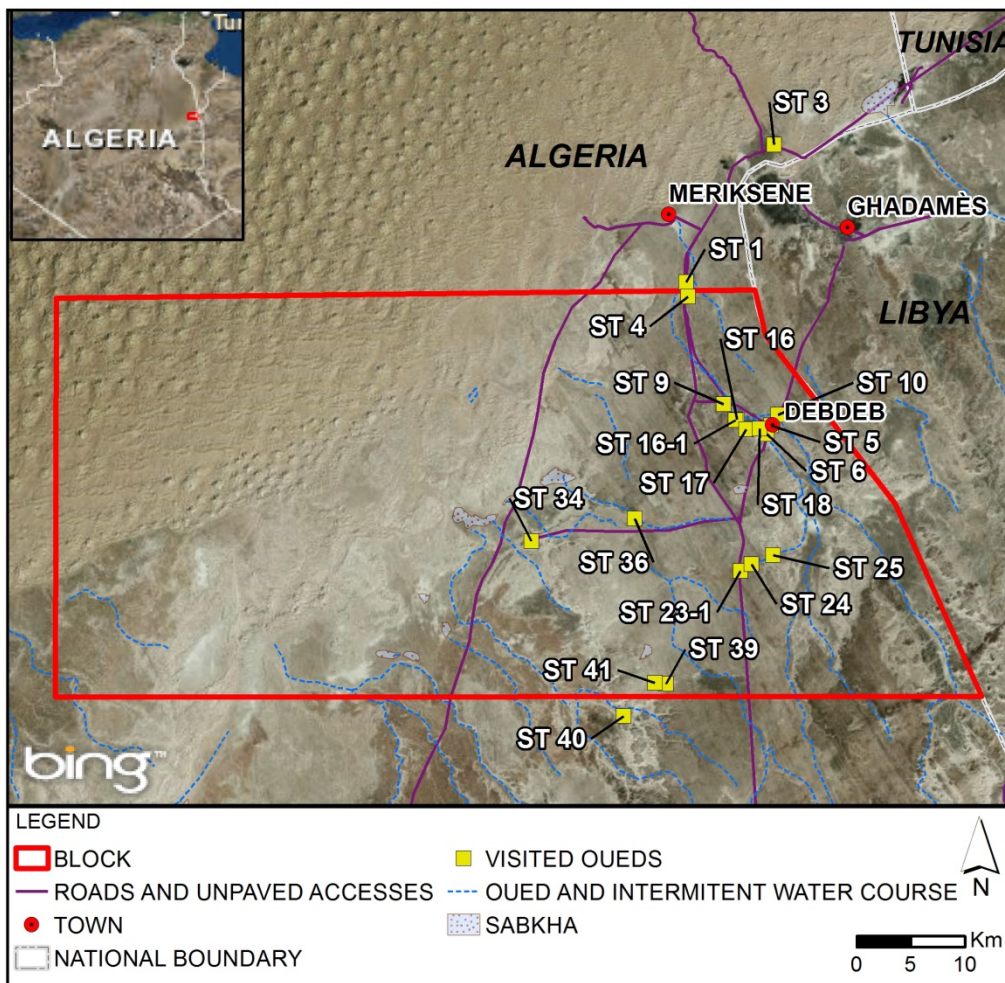 Tu
ALGERIA
TUNISIA
ST 3
ALGERIA
MERIKSENE
GHADAMÈS
ST 1
LIBYA
ST 4
ST 16
ST 9
ST 10
DEBDEB
ST 16-1
ST 5
ST 17
ST 6
ST 34
ST 18
ST 36
ST 25
ST 23-1
ST 24
ST 41
ST 39
ST 40
bing™
LEGEND
BLOCK
VISITED OUEDS
ROADS AND UNPAVED ACCESSES
OUED AND INTERMITENT WATER COURSE
N
TOWN
SABKHA
NATIONAL BOUNDARY
Km
0 5 10